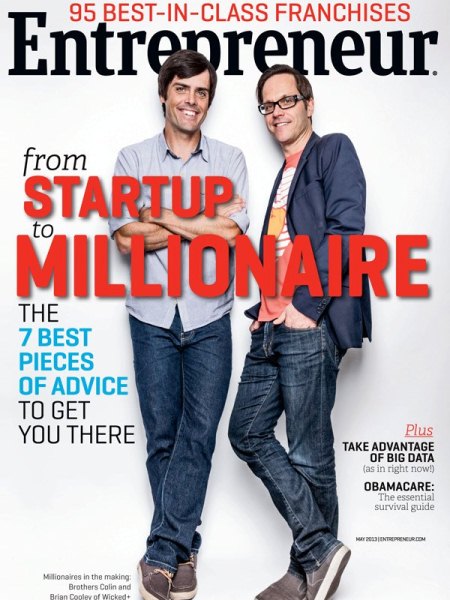 95 BEST-IN-CLASS FRANCHISES
Entrepreneur®
from
STARTUP
to
MILLIONAIRE
THE
7 BEST
PIECES
OF ADVICE
TO GET
YOU THERE
Plus
TAKE ADVANTAGE
OF BIG DATA
(as in right now!)
OBAMACARE:
The essential
survival guide
MAY 2013 | ENTREPRENEUR.COM
Millionaires in the making:
Brothers Colin and
Brian Copley of Wicked+